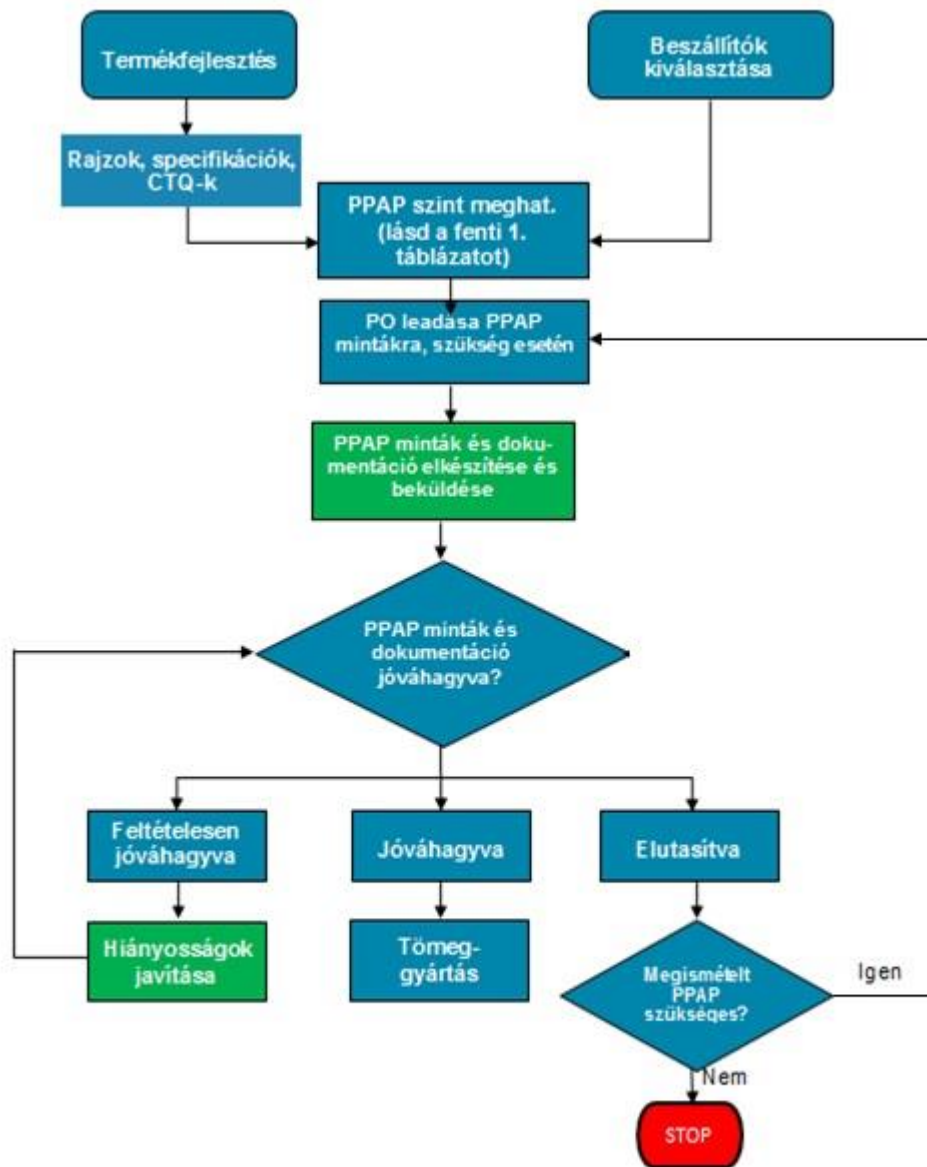 Termékfejlesztés
Beszállítók
kiválasztása
Rajzok, specifikációk,
CTQ-k
PPAP szint meghat.
(lásd a fenti 1.
táblázatot)
PO leadása PPAP
mintákra, szükség esetén
PPAP minták és doku-
mentáció elkészítése és
beküldése
PPAP minták és
dokumentáció
jóváhagyva?
Feltételesen
jóváhagyva
Jóváhagyva
Elutasítva
Hiányosságok
javítása
Tömeg-
gyártás
Megismételt
PPAP
szükséges?
Igen
Nem
STOP